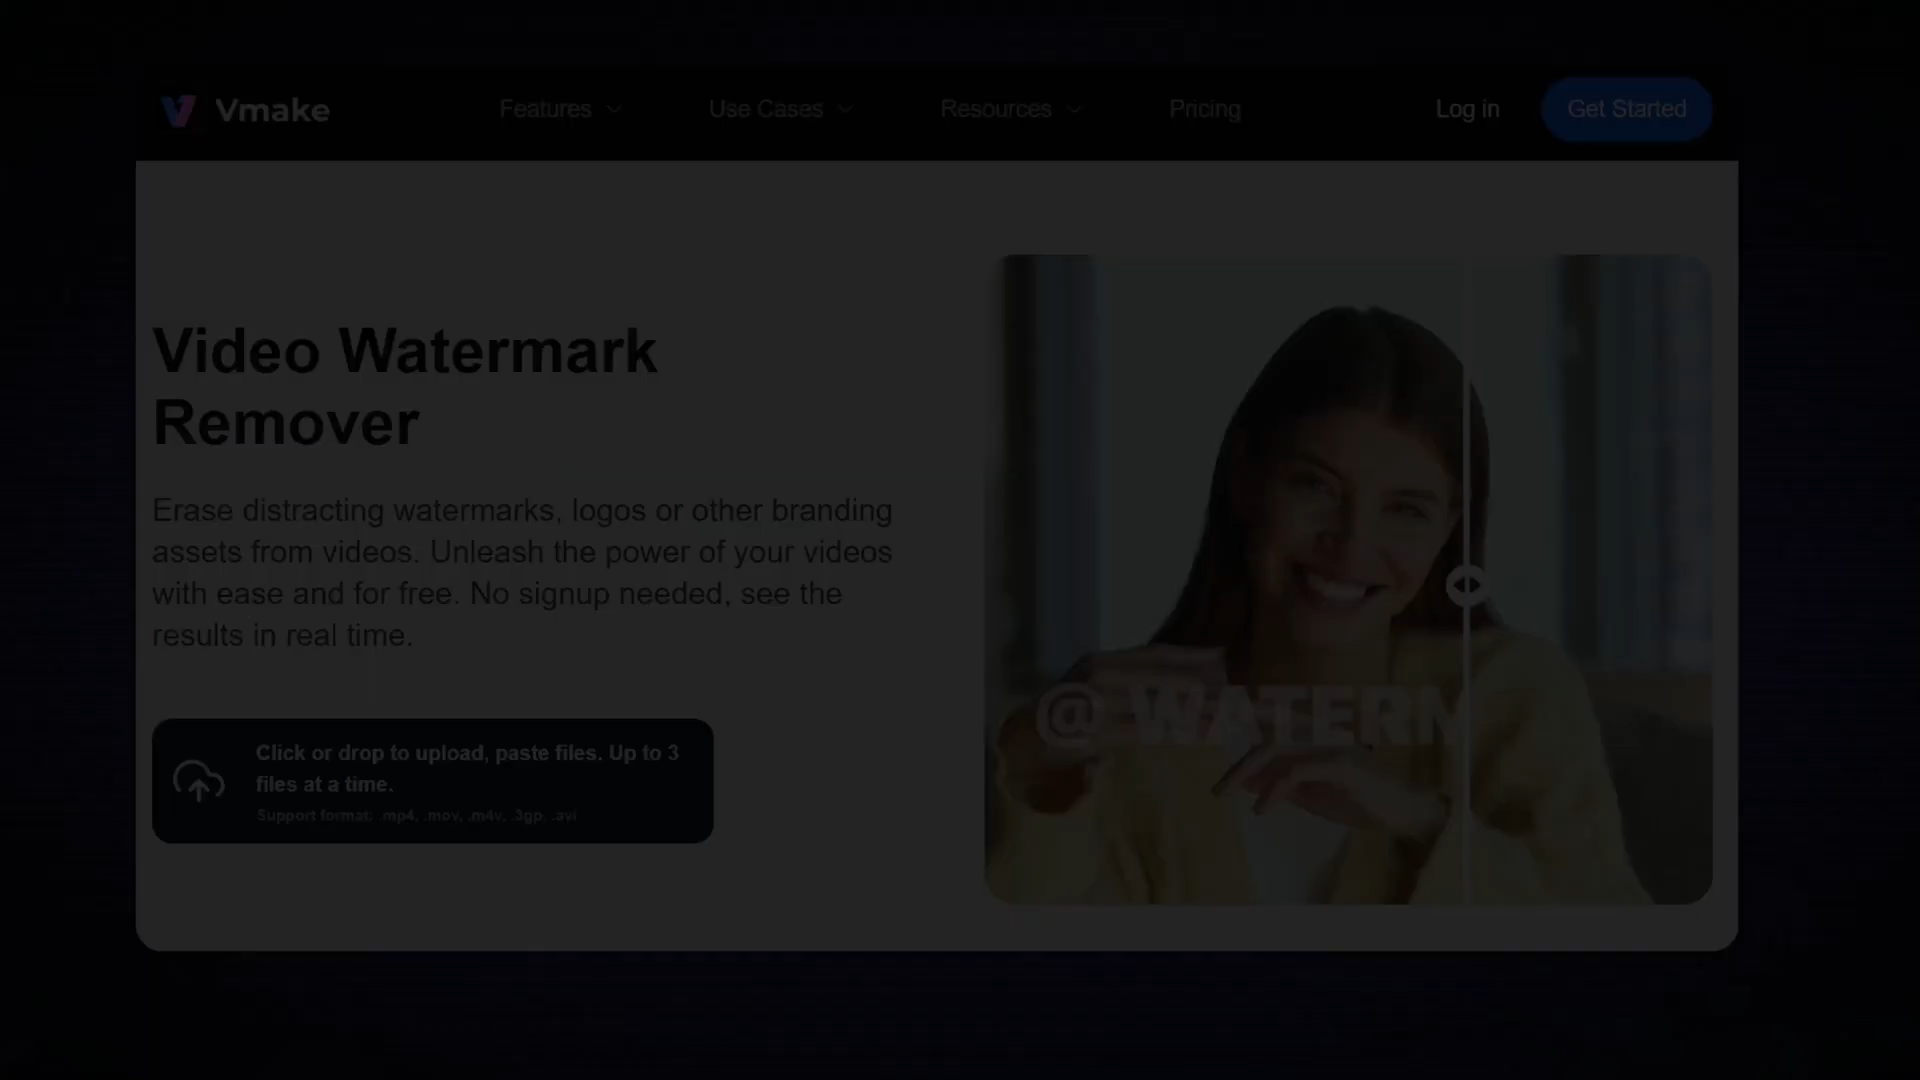 Vmake
Features
Use Cases
Resources
Pricing
Log in
Get Started
Video Watermark
Remover
Erase distracting watermarks, logos or other branding
assets from videos. Unleash the power of your videos
with ease and for free. No signup needed, see the
results in real time.
Click or drop to upload, paste files. Up to 3
files at a time.
Support format: .mp4, .mov, .m4v, .3gp, .avi
@ WATERM